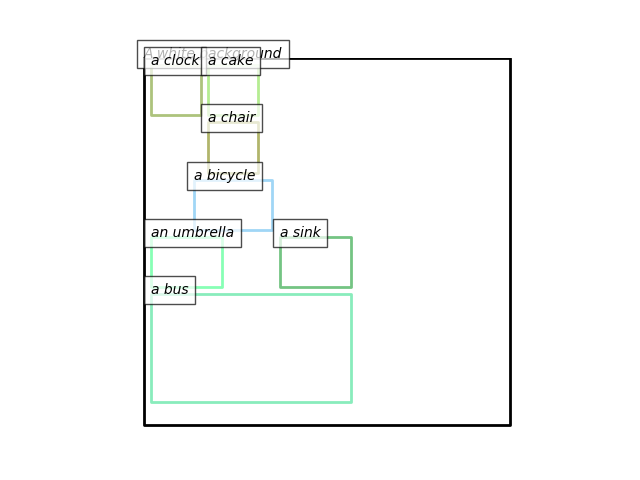 A white background
a clock
a cake
a chair
a bicycle
an umbrella
a sink
a bus